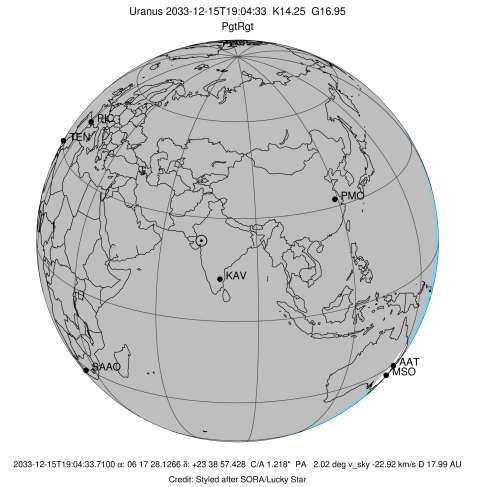 Uranus 2033-12-15T19:04:33 K14.25 G16.95
PgtRgt
TEN
PMO
KAV
SAAO
AAT
MSO
2033-12-15T19:04:33.7100 α: 06 17 28.1266 δ: +23 38 57.428 C/A 1.218" PA 2.02 deg v_sky -22.92 km/s D 17.99 AU
Credit: Styled after SORA/Lucky Star